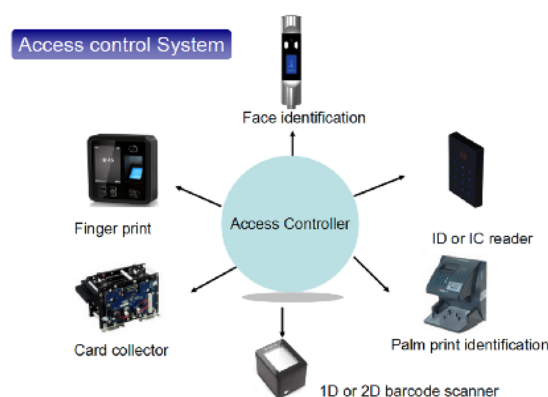 Access control System
Face identification
Finger print
Access Controller
ID or IC reader
Card collector
Palm print identification
1D or 2D barcode scanner